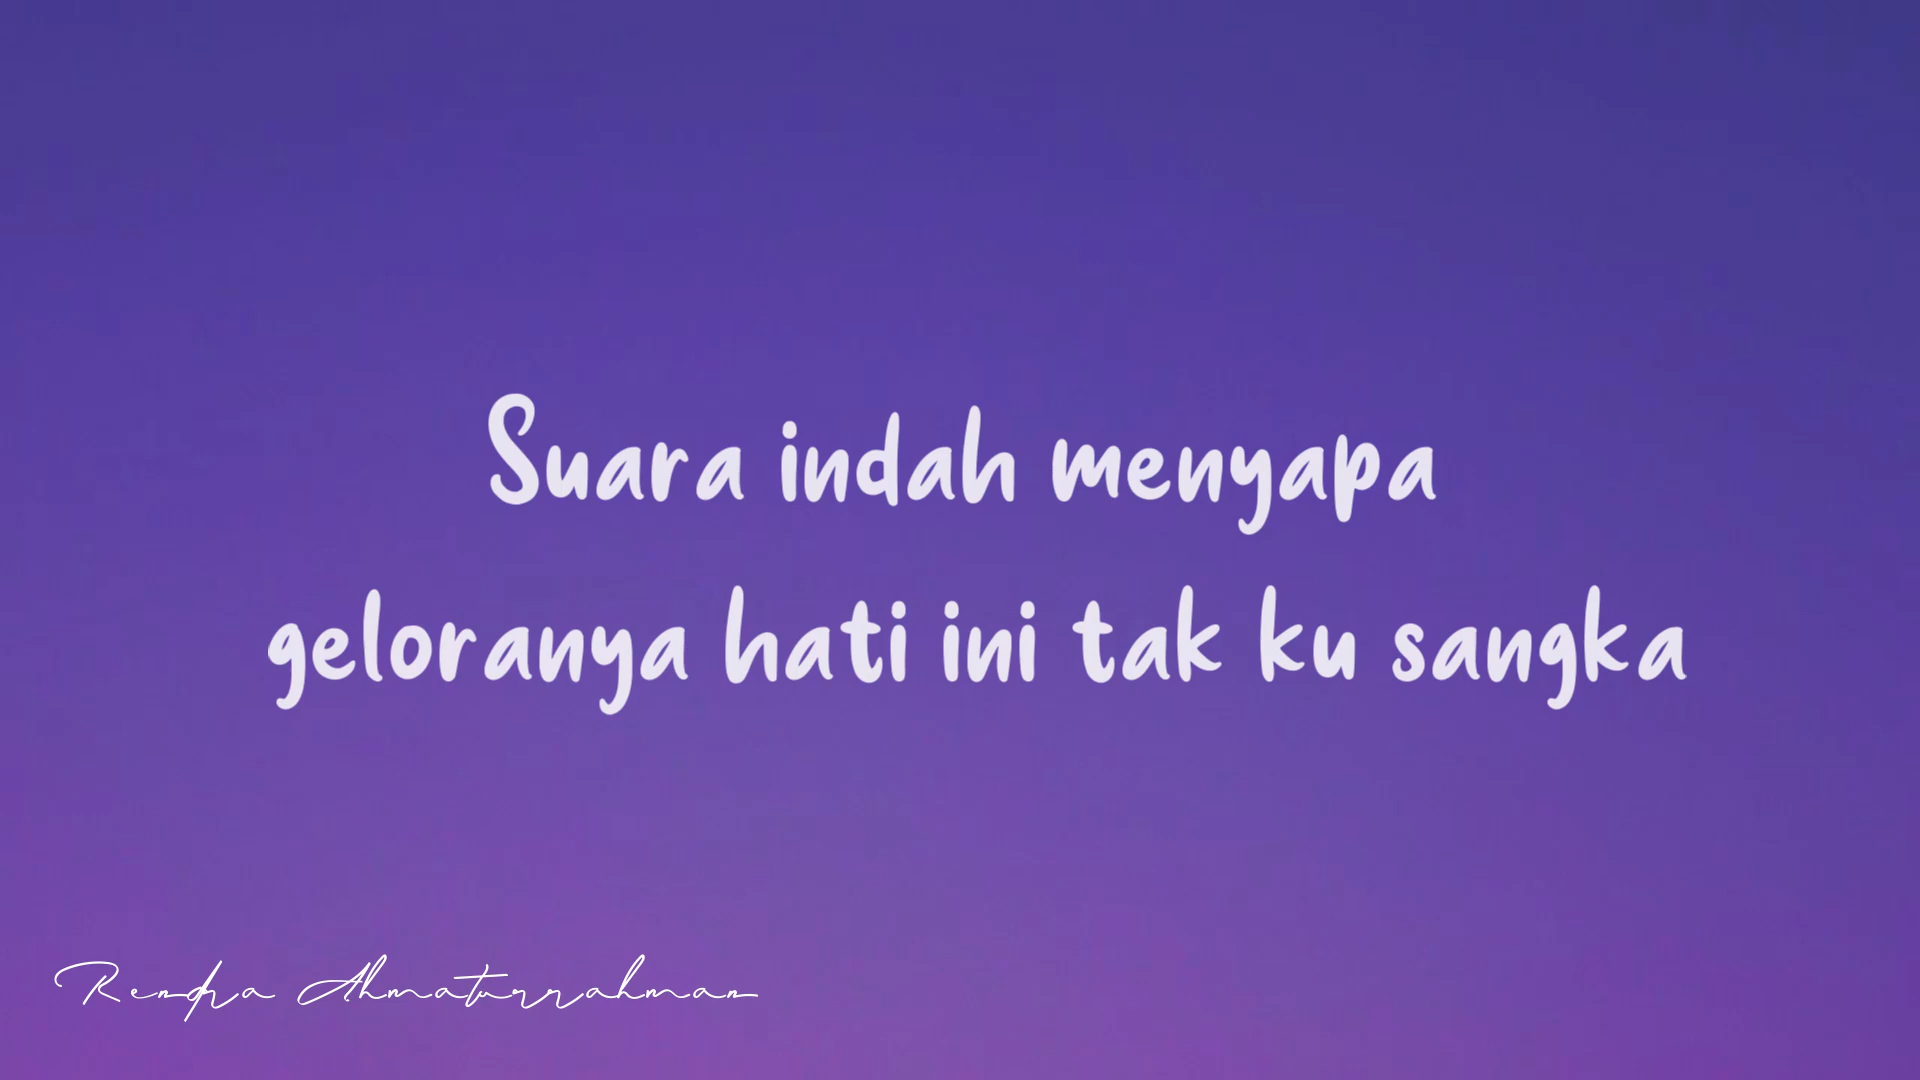 Suara indah menyapa
geloranya hati ini tak ku sangka
Rendra Ahmaturrahman